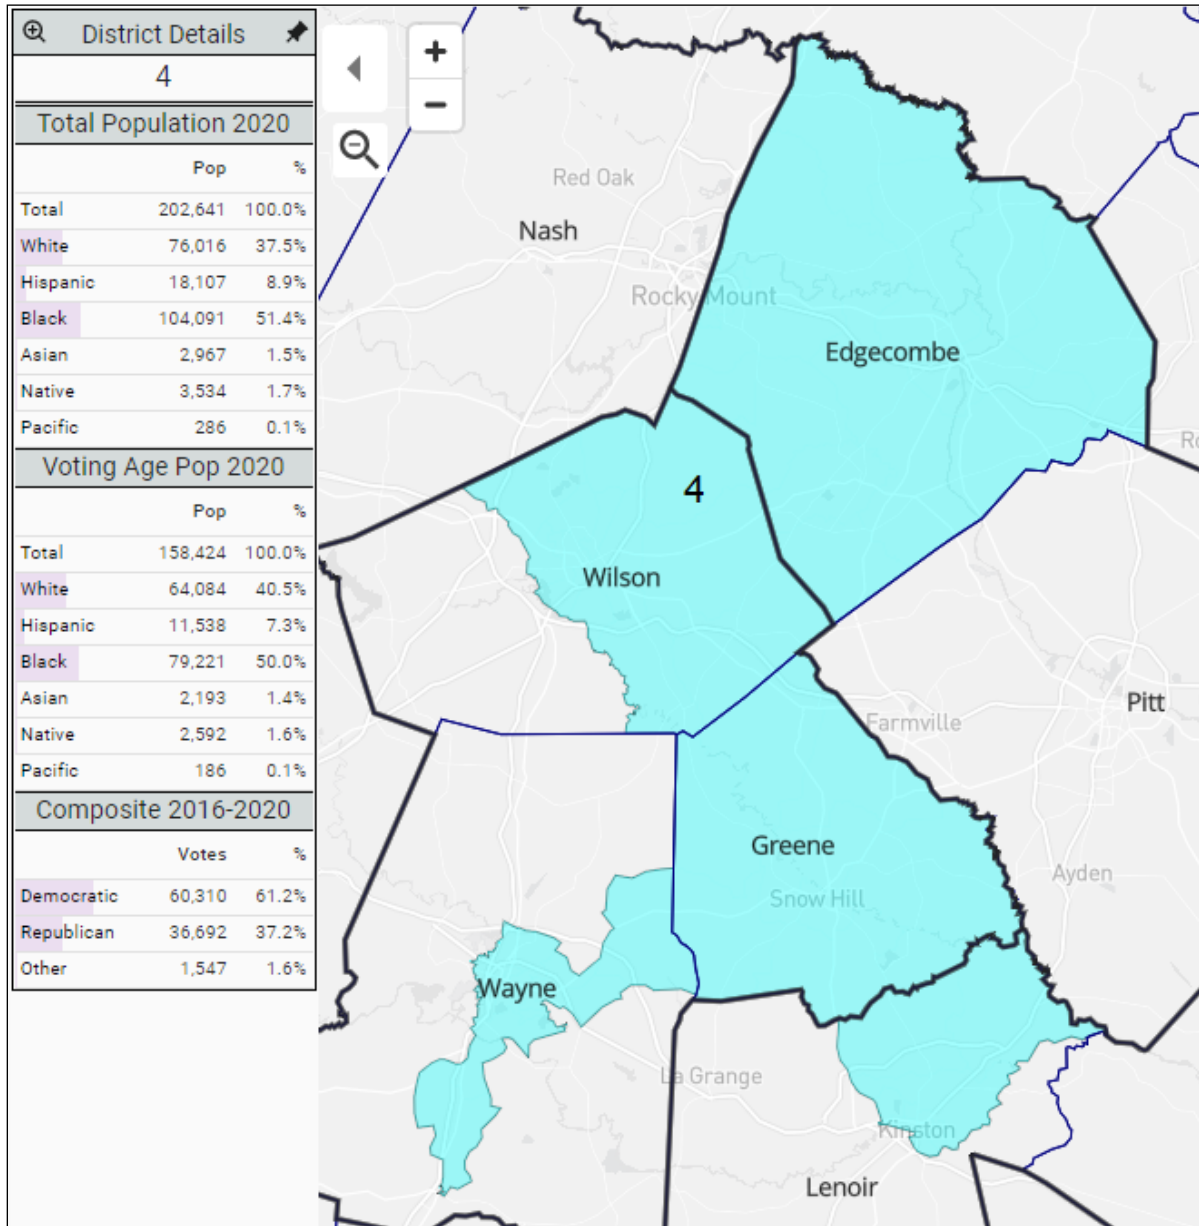 District Details
4
Total Population 2020
Pop %
Total 202,641 100.0%
White 76,016 37.5%
Hispanic 18,107 8.9%
Black 104,091 51.4%
Asian 2,967 1.5%
Native 3,534 1.7%
Pacific 286 0.1%
Voting Age Pop 2020
Pop %
Total 158,424 100.0%
White 64,084 40.5%
Hispanic 11,538 7.3%
Black 79,221 50.0%
Asian 2,193 1.4%
Native 2,592 1.6%
Pacific 186 0.1%
Composite 2016-2020
Votes %
Democratic 60,310 61.2%
Republican 36,692 37.2%
Other 1,547 1.6%
+
−
Red Oak
Nash
Rocky Mount
Edgecombe
4
Wilson
Pitt
Farmville
Greene
Ayden
Snow Hill
Wayne
La Grange
Kinston
Lenoir